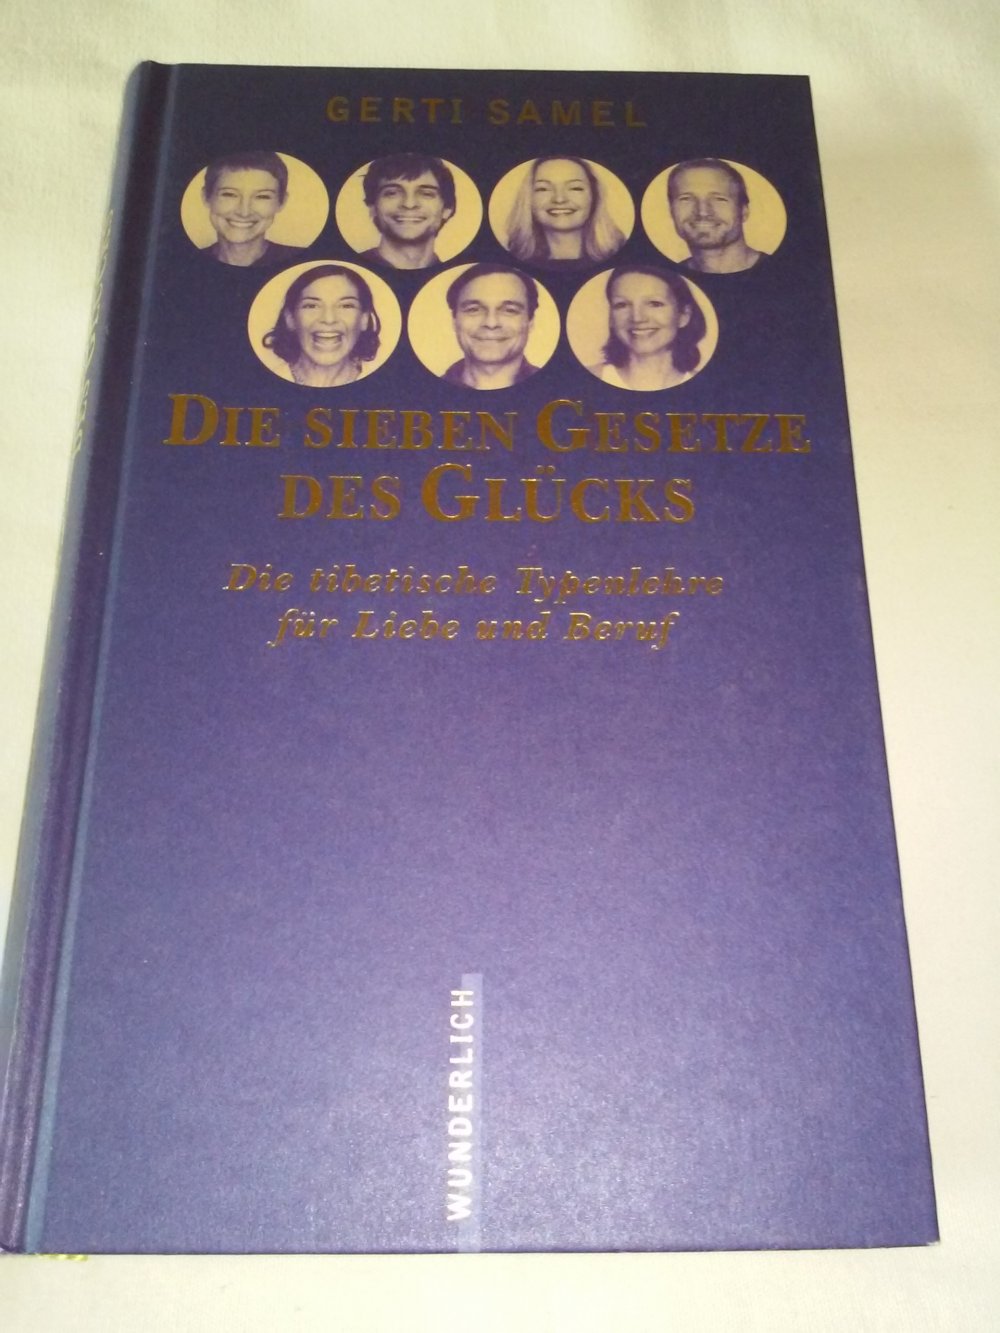 GERTI SAMEL
DIE SIEBEN GESETZE
DES GLÜCKS
Die tibetische Typenlehre
für Liebe und Beruf
WUNDERLICH